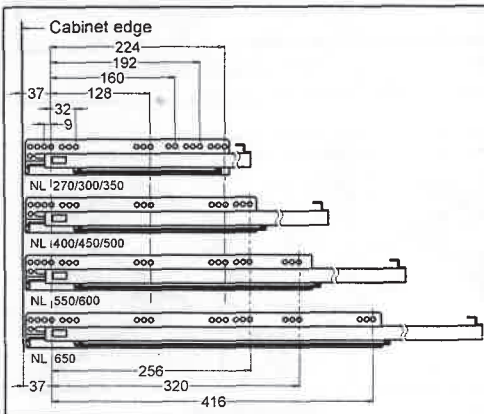 Cabinet edge
224
192
160
37 128
32
9
NL 270/300/350
NL 400/450/500
NL 550/600
NL 650
256
37 320
416